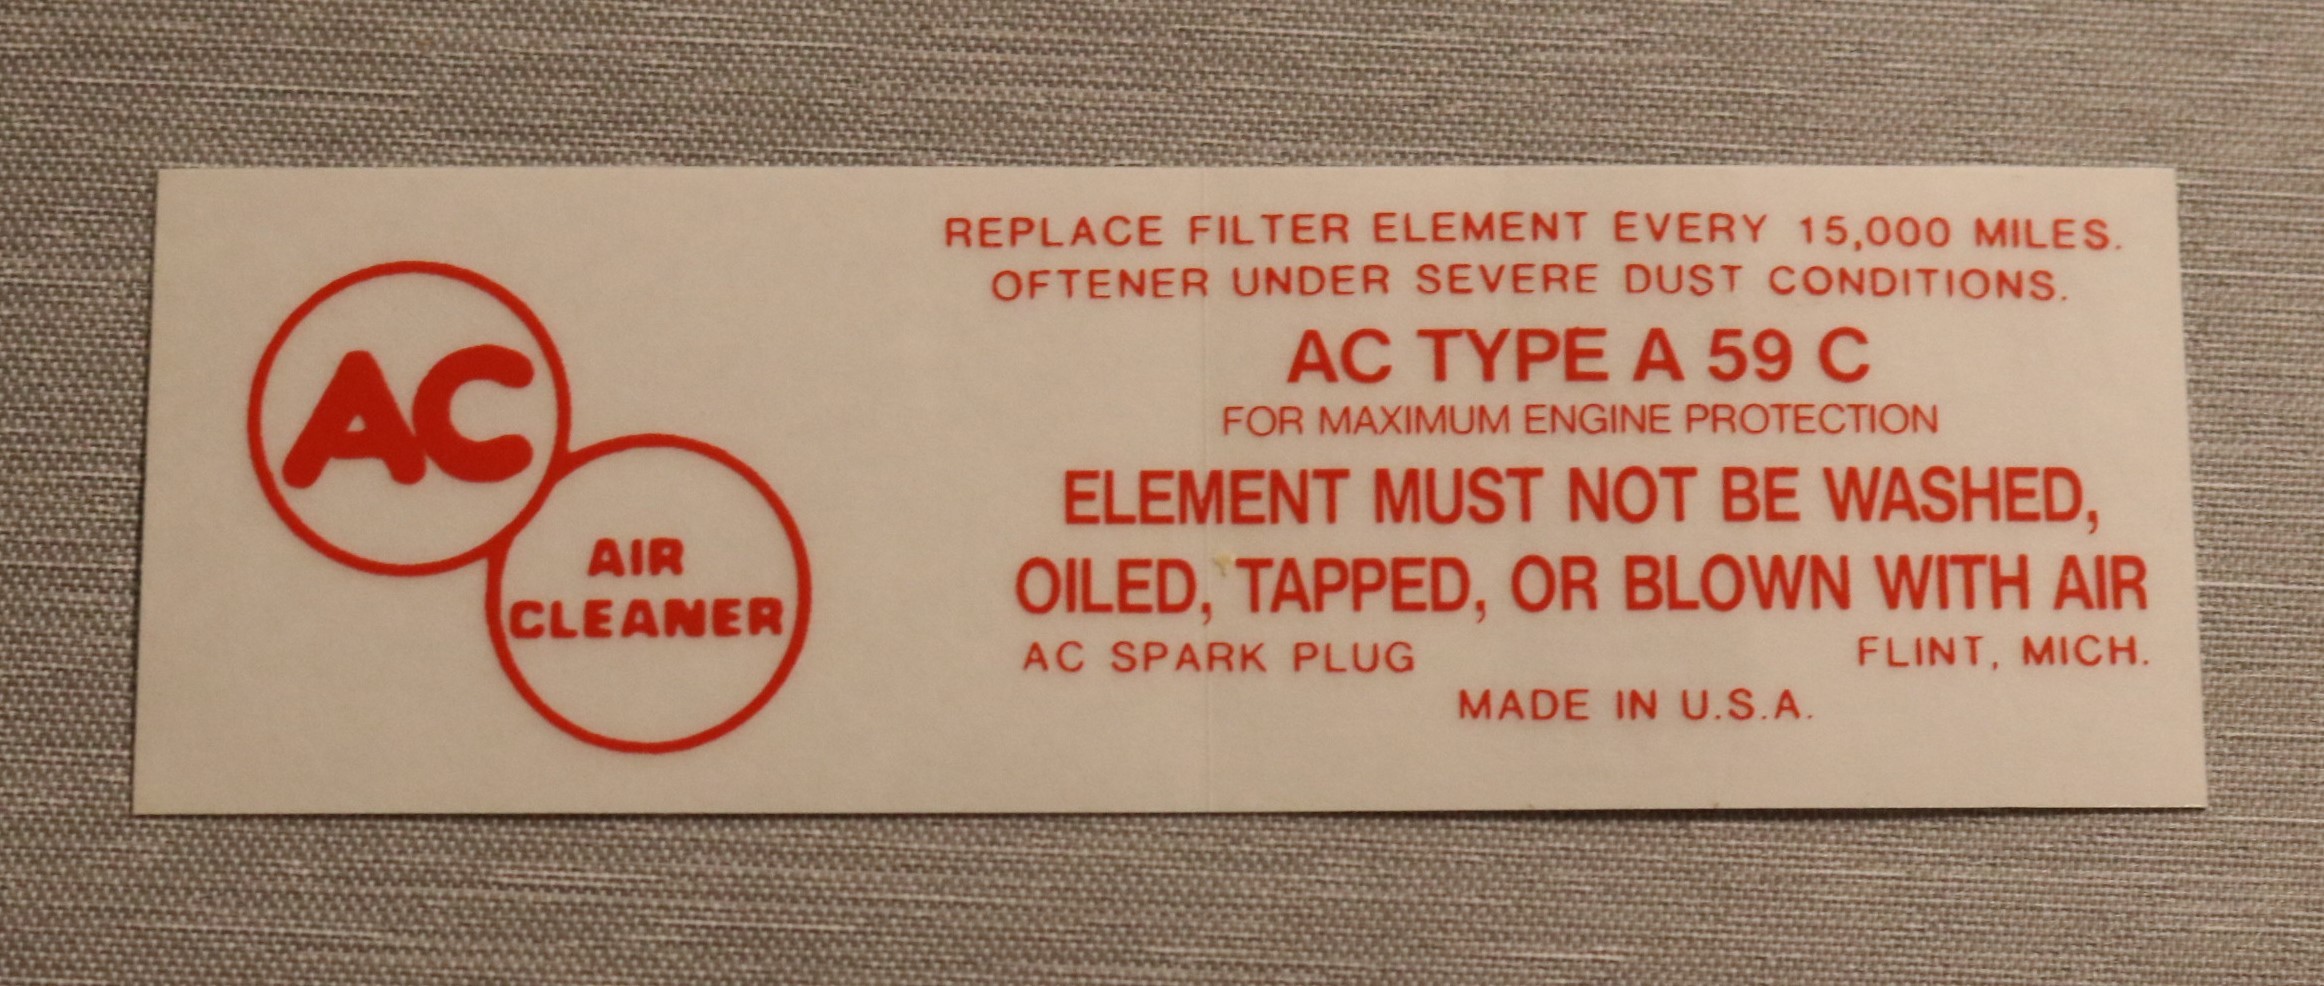 AC
AIR
CLEANER
REPLACE FILTER ELEMENT EVERY 15,000 MILES.
OFTENER UNDER SEVERE DUST CONDITIONS.
AC TYPE A 59 C
FOR MAXIMUM ENGINE PROTECTION
ELEMENT MUST NOT BE WASHED,
OILED, TAPPED, OR BLOWN WITH AIR
AC SPARK PLUG FLINT, MICH.
MADE IN U.S.A.